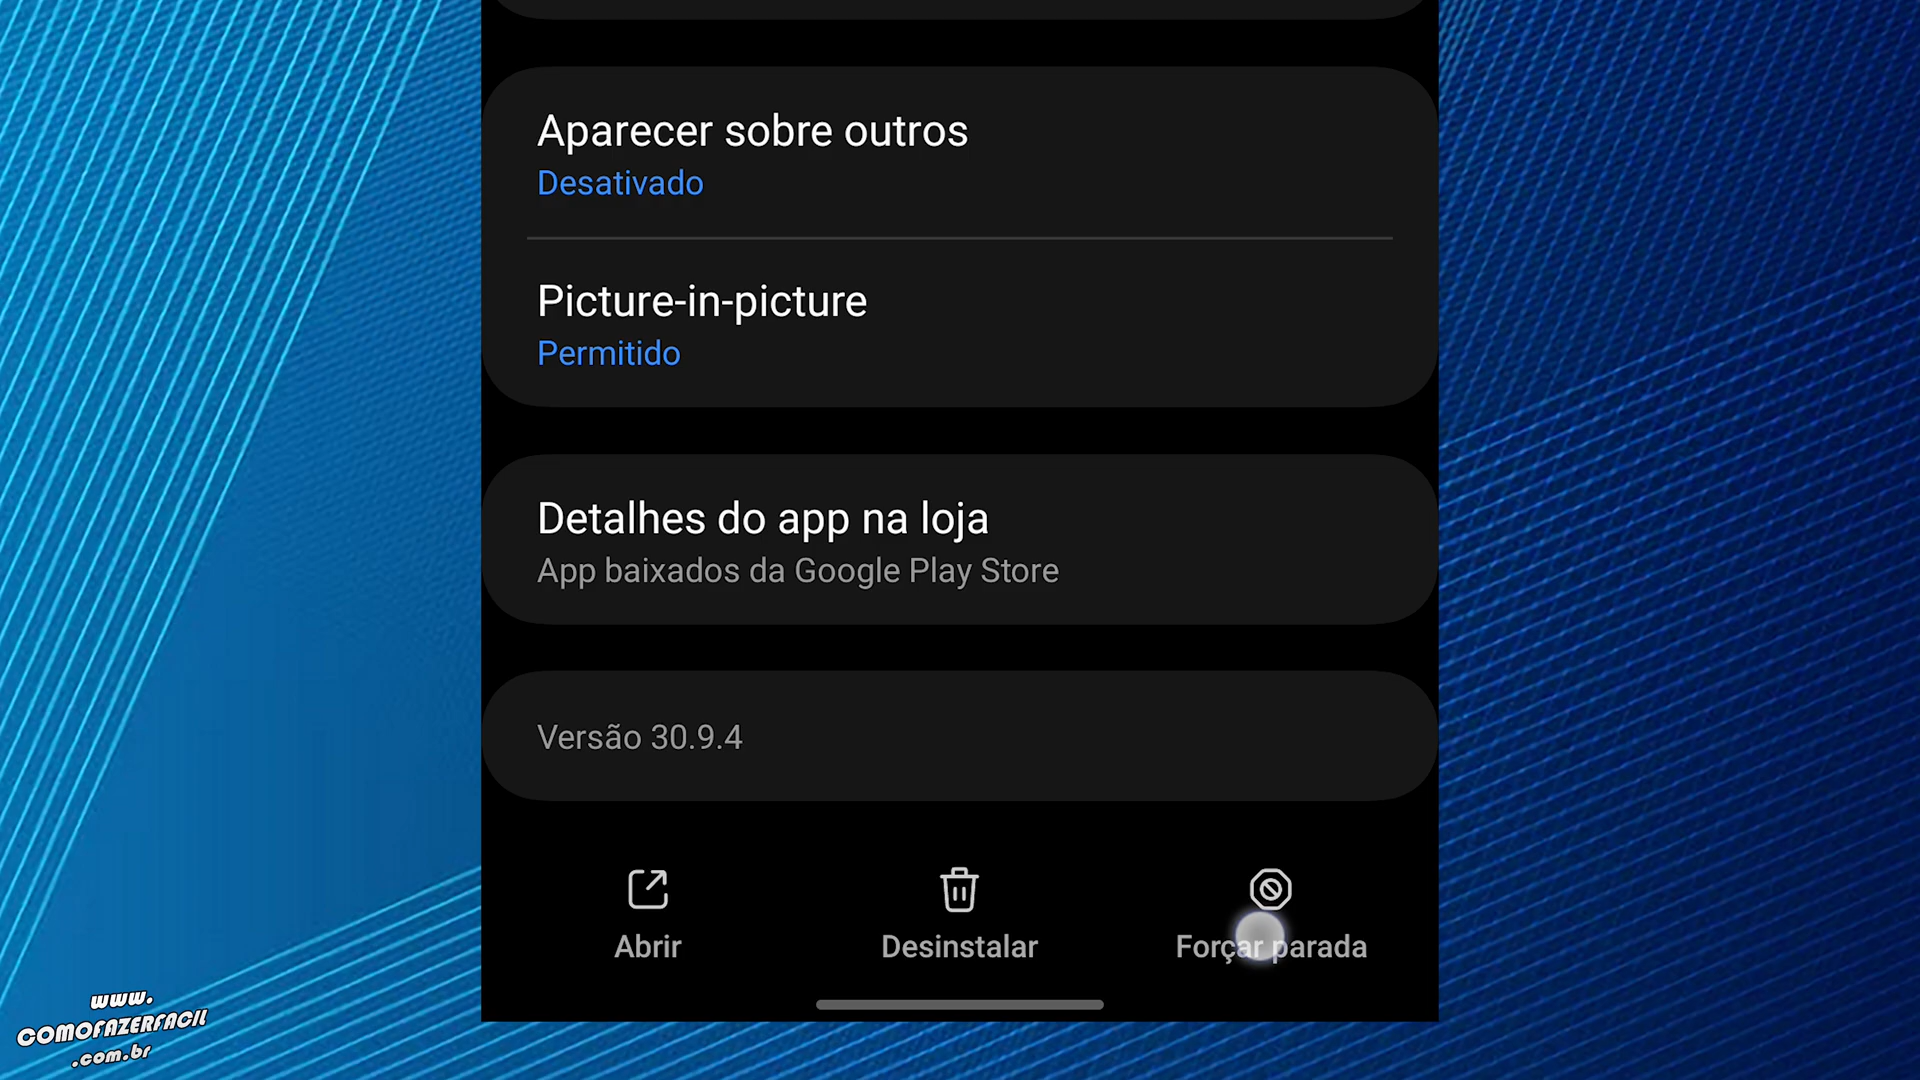 Aparecer sobre outros
Desativado
Picture-in-picture
Permitido
Detalhes do app na loja
App baixados da Google Play Store
Versão 30.9.4
Abrir
Desinstalar
Forçar parada
www.
COMOFAZERFACIL
.com.br